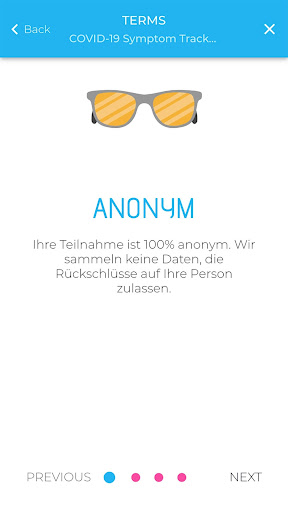 TERMS
Back
COVID-19 Symptom Track...
ANONYM
Ihre Teilnahme ist 100% anonym. Wir
sammeln keine Daten, die
Rückschlüsse auf Ihre Person
zulassen.
PREVIOUS
NEXT